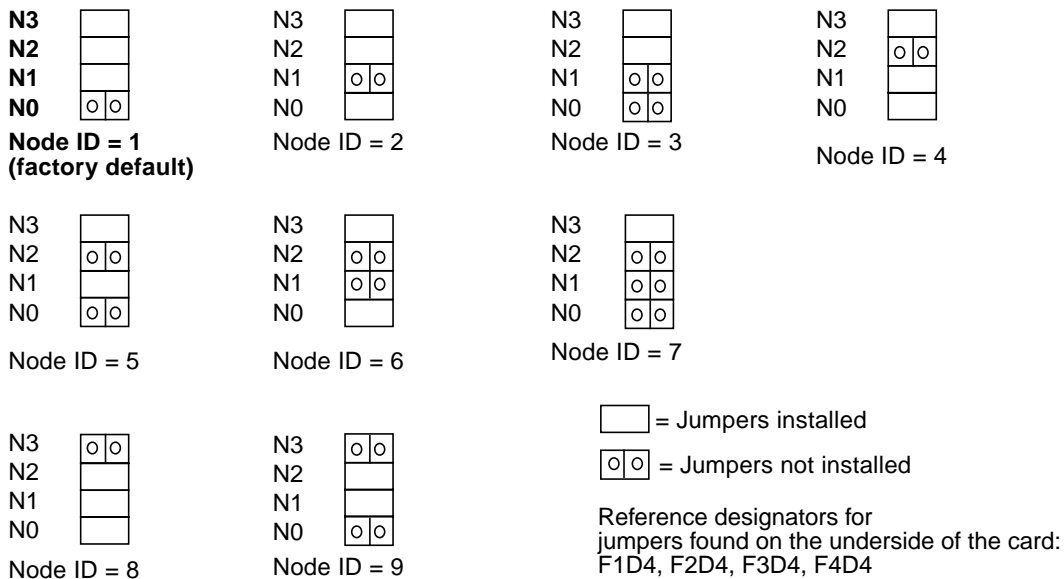 N3
N2
N1
N0
Node ID = 1
(factory default)
N3
N2
N1
N0
Node ID = 2
N3
N2
N1
N0
Node ID = 3
N3
N2
N1
N0
Node ID = 4
N3
N2
N1
N0
Node ID = 5
N3
N2
N1
N0
Node ID = 6
N3
N2
N1
N0
Node ID = 7
N3
N2
N1
N0
Node ID = 8
N3
N2
N1
N0
Node ID = 9
= Jumpers installed
= Jumpers not installed
Reference designators for
jumpers found on the underside of the card:
F1D4, F2D4, F3D4, F4D4